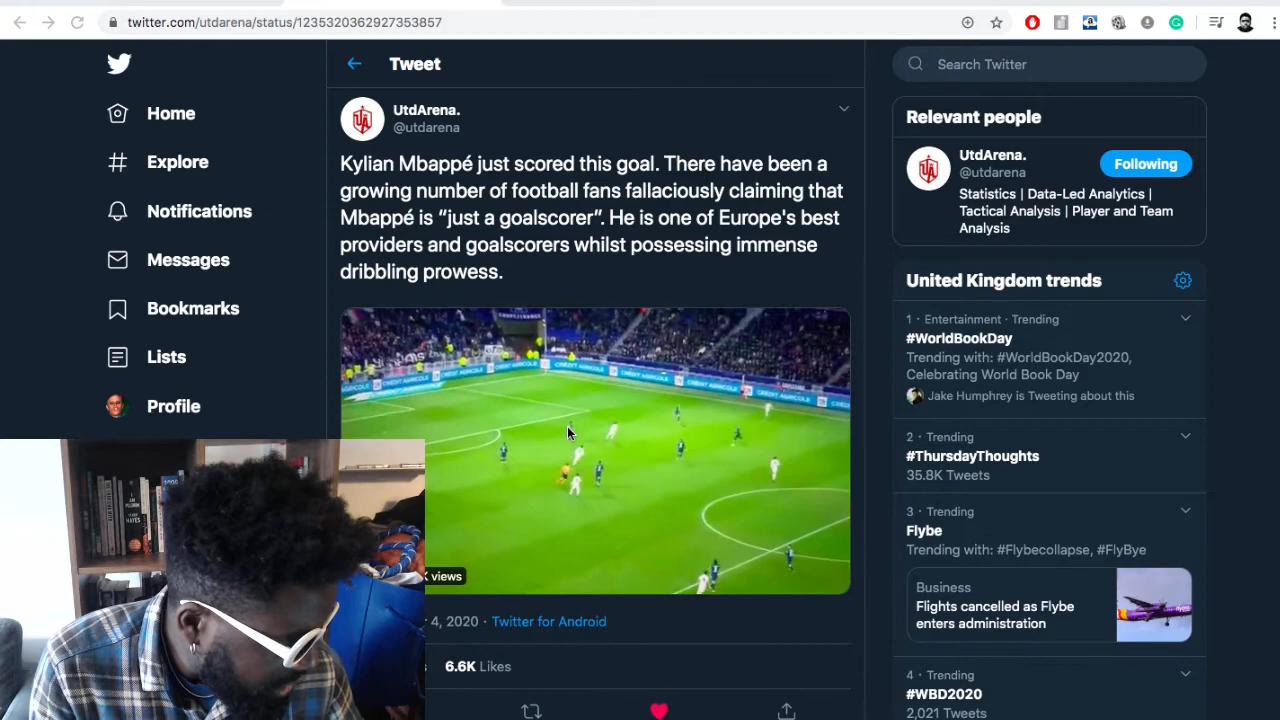 twitter.com/utdarena/status/1235320362927353857
Home
Explore
Notifications
Messages
Bookmarks
Lists
Profile
Tweet
UtdArena.
@utdarena
Kylian Mbappé just scored this goal. There have been a
growing number of football fans fallaciously claiming that
Mbappé is “just a goalscorer”. He is one of Europe's best
providers and goalscorers whilst possessing immense
dribbling prowess.
CRÉDIT AGRICOLE
CRÉDIT AGRICOLE
views
4, 2020 · Twitter for Android
6.6K Likes
Search Twitter
Relevant people
UtdArena.
@utdarena
Following
Statistics | Data-Led Analytics |
Tactical Analysis | Player and Team
Analysis
United Kingdom trends
1 · Entertainment · Trending
#WorldBookDay
Trending with: #WorldBookDay2020,
Celebrating World Book Day
Jake Humphrey is Tweeting about this
2 · Trending
#ThursdayThoughts
35.8K Tweets
3 · Trending
Flybe
Trending with: #Flybecollapse, #FlyBye
Business
Flights cancelled as Flybe
enters administration
4 · Trending
#WBD2020
2,021 Tweets